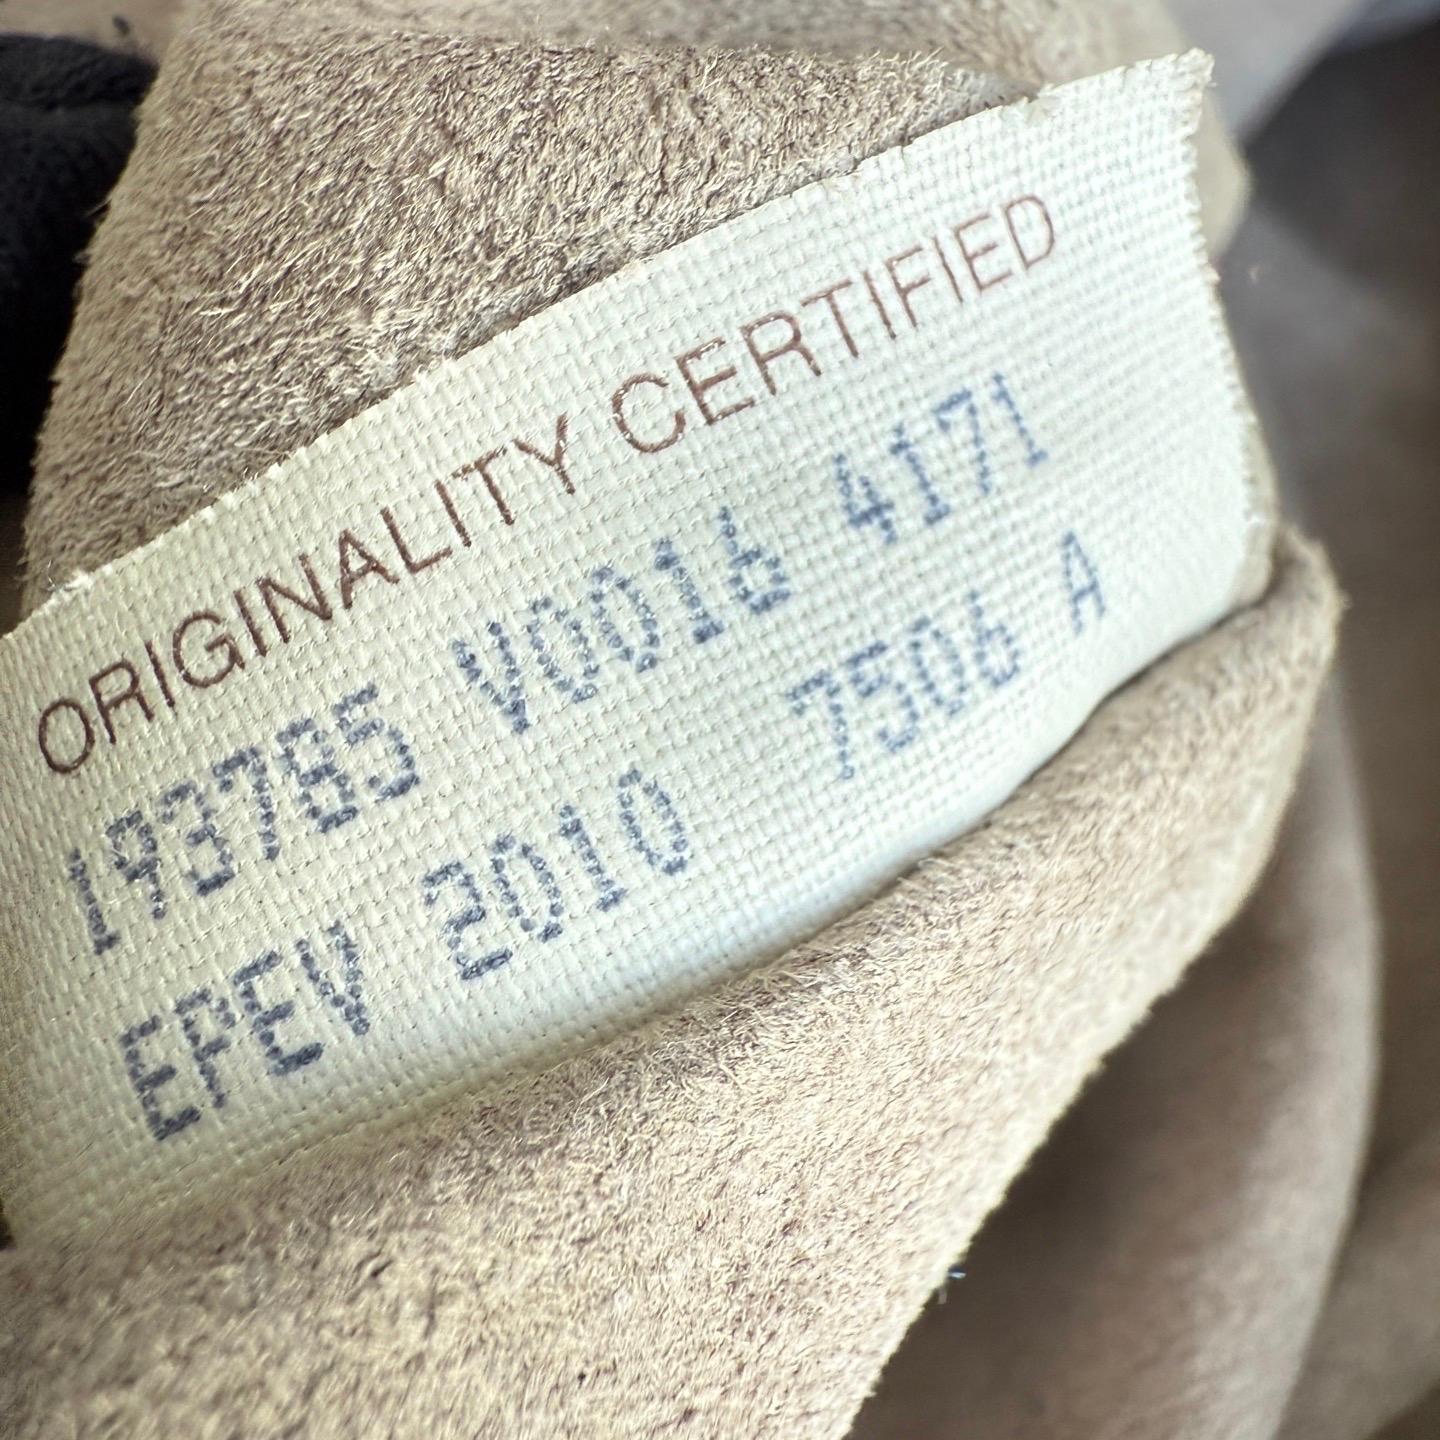 ORIGINALITY CERTIFIED
193785 V0016 4171
EPEV 2010 7506 A